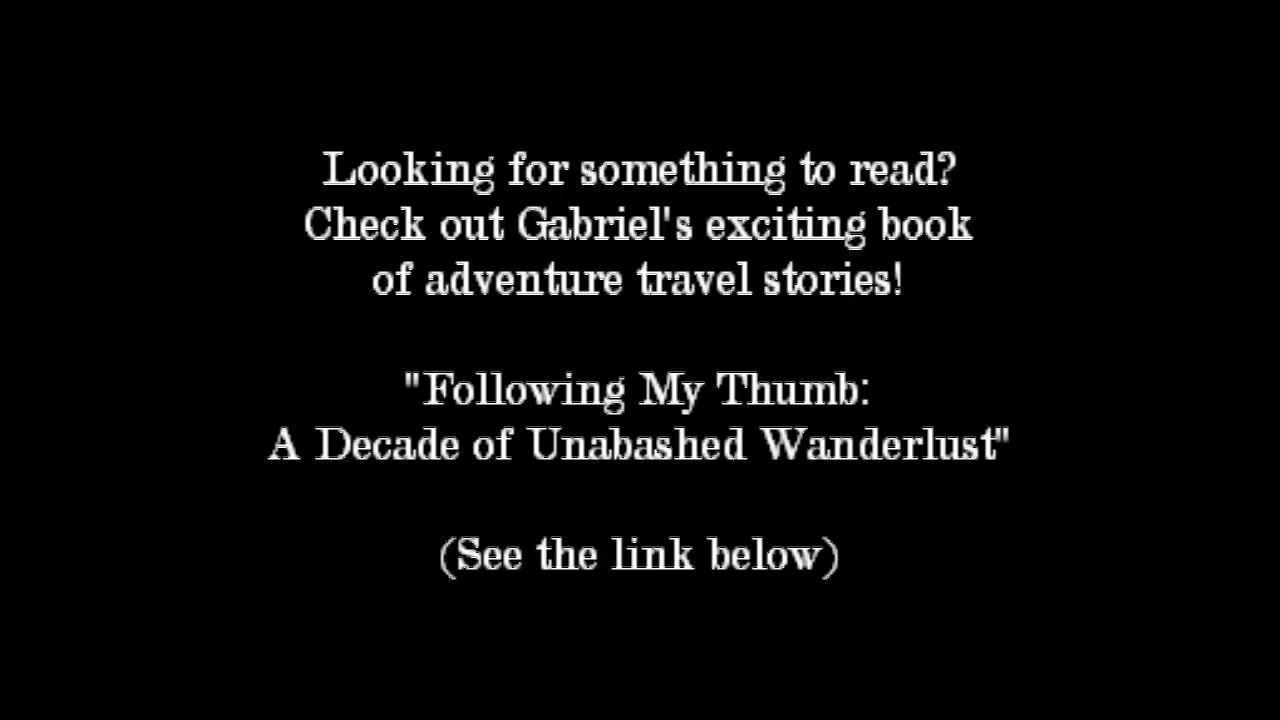 Looking for something to read?
Check out Gabriel's exciting book
of adventure travel stories!
"Following My Thumb:
A Decade of Unabashed Wanderlust"
(See the link below)